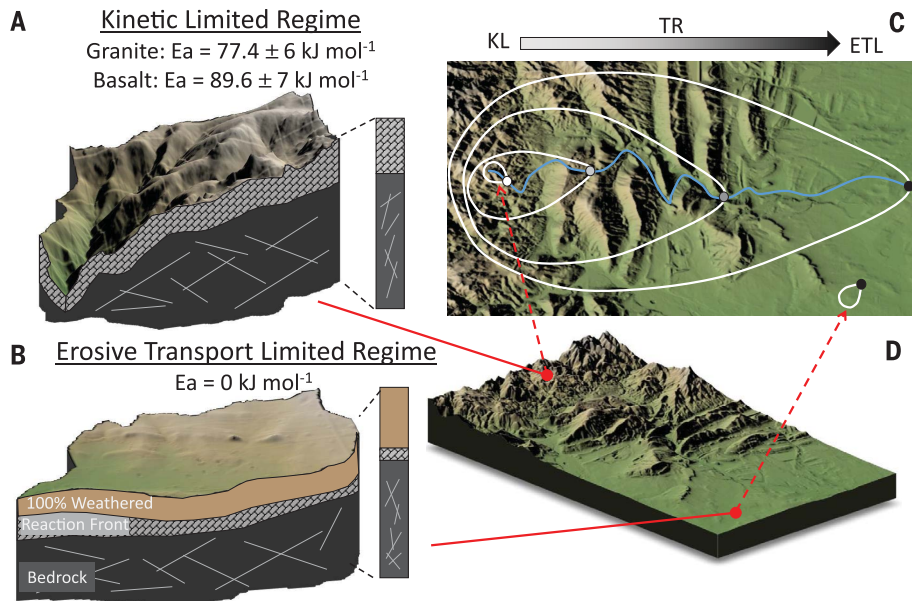 A
Kinetic Limited Regime
Granite: Ea = 77.4 ± 6 kJ mol⁻¹
Basalt: Ea = 89.6 ± 7 kJ mol⁻¹
C
KL
TR
ETL
B
Erosive Transport Limited Regime
Ea = 0 kJ mol⁻¹
100% Weathered
Reaction Front
Bedrock
D